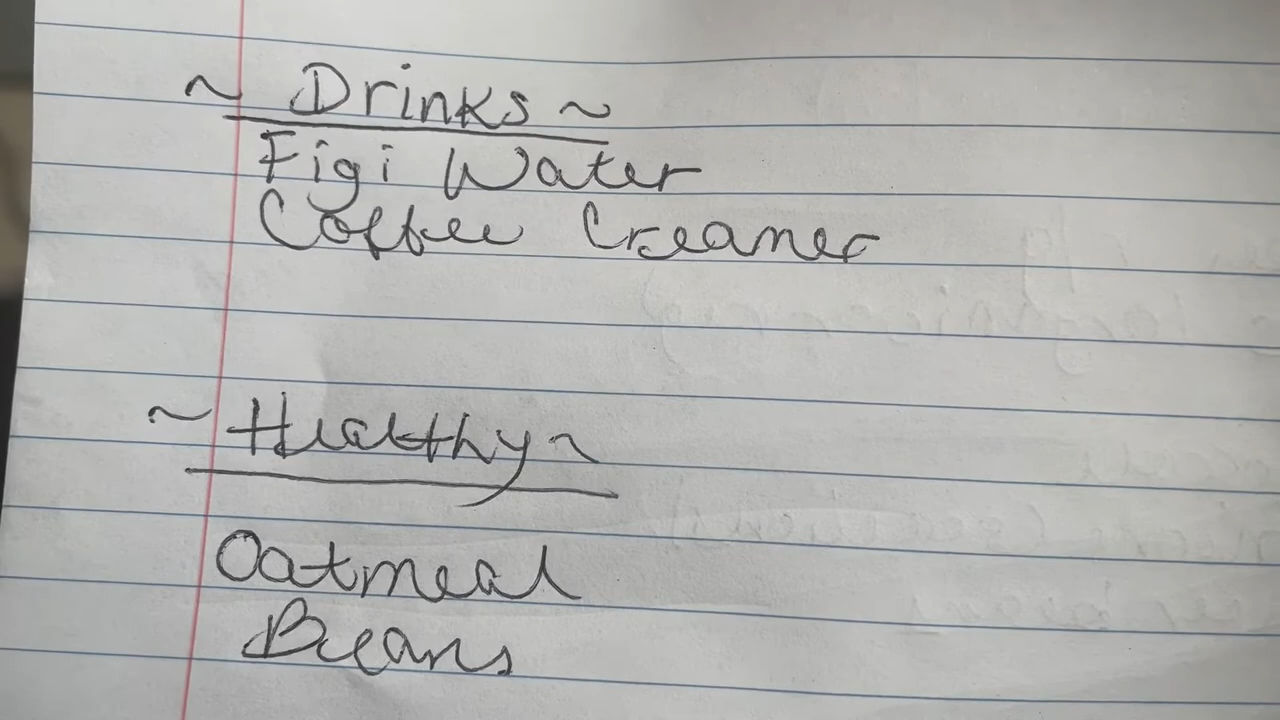 ~ Drinks ~
Figi Water
Coffee Creamer
~ Healthy ~
Oatmeal
Beans